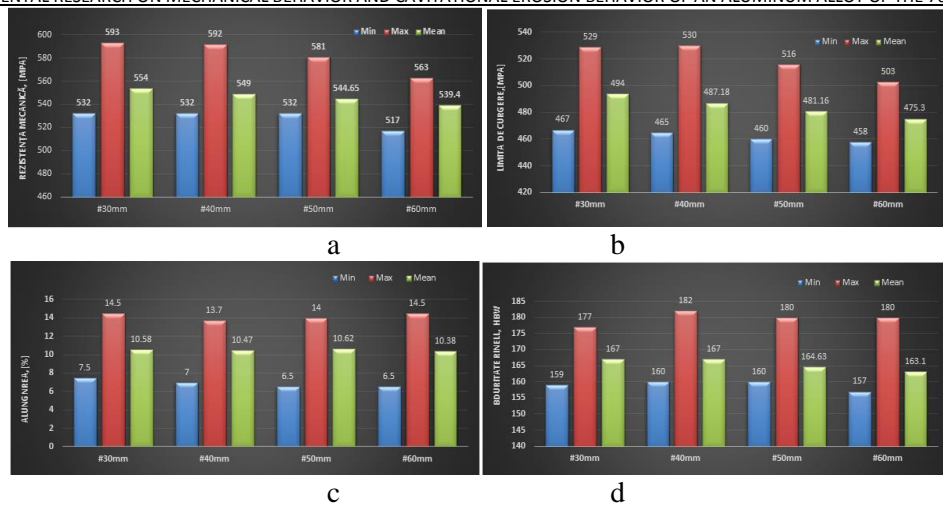 RESEARCH ON MECHANICAL BEHAVIOR AND CAVITATIONAL EROSION BEHAVIOR OF AN ALUMINUM ALLOY OF THE
Min Max Mean
REZISTENȚA MECANICĂ, [MPA]
600
580
560
540
520
500
480
460
532 593 554
532 592 549
532 581 544.65
517 563 539.4
#30mm #40mm #50mm #60mm
a
Min Max Mean
LIMITA DE CURGERE,[MPA]
540
520
500
480
460
440
420
467 529 494
465 530 487.18
460 516 481.16
458 503 475.3
#30mm #40mm #50mm #60mm
b
Min Max Mean
ALUNGNREA, [%]
16
14
12
10
8
6
4
2
0
7.5 14.5 10.58
7 13.7 10.47
6.5 14 10.62
6.5 14.5 10.38
#30mm #40mm #50mm #60mm
c
Min Max Mean
BDURITATE RINELL, HBW
185
180
175
170
165
160
155
150
145
140
159 177 167
160 182 167
160 180 164.63
157 180 163.1
#30mm #40mm #50mm #60mm
d